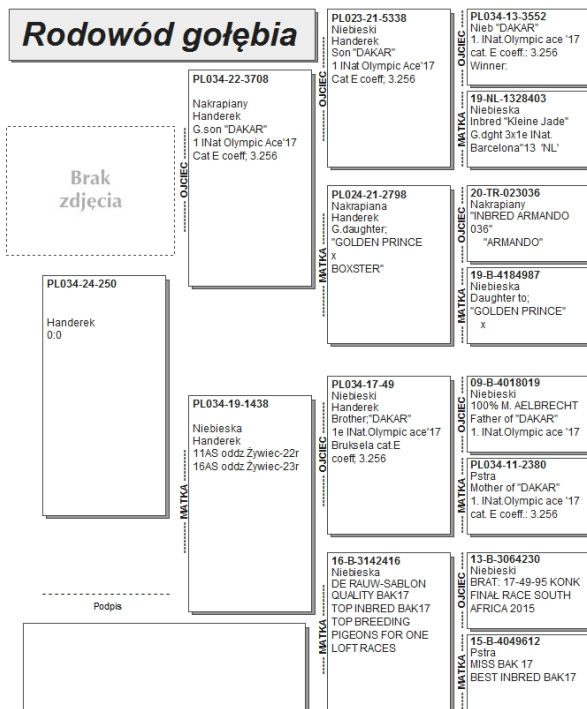 Rodowód gołębia
Brak
zdjęcia
PL034-24-250
Handerek
0:0
Podpis
OJCIEC
PL034-22-3708
Nakrapiany
Handerek
G.son "DAKAR"
1 INat Olympic Ace'17
Cat E coeff; 3.256
MATKA
PL034-19-1438
Niebieska
Handerek
11AS oddz.Żywiec-22r
16AS oddz.Żywiec-23r
OJCIEC
PL023-21-5338
Niebieski
Handerek
Son "DAKAR"
1 INat Olympic Ace'17
Cat E coeff; 3.256
MATKA
PL024-21-2798
Nakrapiana
Handerek
G.daughter;
"GOLDEN PRINCE
x
BOXSTER"
OJCIEC
PL034-17-49
Niebieski
Handerek
Brother;"DAKAR"
1e INat.Olympic ace'17
Bruksela cat.E
coeff; 3.256
MATKA
16-B-3142416
Niebieska
DE RAUW-SABLON
QUALITY BAK17
TOP INBRED BAK17
TOP BREEDING
PIGEONS FOR ONE
LOFT RACES
OJCIEC
PL034-13-3552
Nieb "DAKAR"
1. INat.Olympic ace '17
cat. E coeff.: 3.256
Winner:
MATKA
19-NL-1328403
Niebieska
Inbred "Kleine Jade"
G.dght 3x1e INat.
Barcelona"13 'NL'
OJCIEC
20-TR-023036
Nakrapiany
"INBRED ARMANDO
036"
"ARMANDO"
MATKA
19-B-4184987
Niebieska
Daughter to;
"GOLDEN PRINCE"
x
OJCIEC
09-B-4018019
Niebieski
100% M. AELBRECHT
Father of "DAKAR"
1. INat.Olympic ace '17
MATKA
PL034-11-2380
Pstra
Mother of "DAKAR"
1. INat.Olympic ace '17
cat. E coeff.: 3.256
OJCIEC
13-B-3064230
Niebieski
BRAT: 17-49-95 KONK
FINAŁ RACE SOUTH
AFRICA 2015
MATKA
15-B-4049612
Pstra
MISS BAK 17
BEST INBRED BAK17